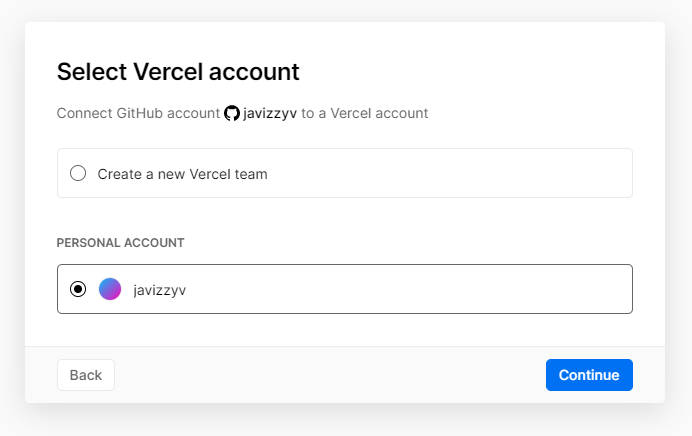 Select Vercel account
Connect GitHub account javizzyv to a Vercel account
Create a new Vercel team
PERSONAL ACCOUNT
javizzyv
Back
Continue